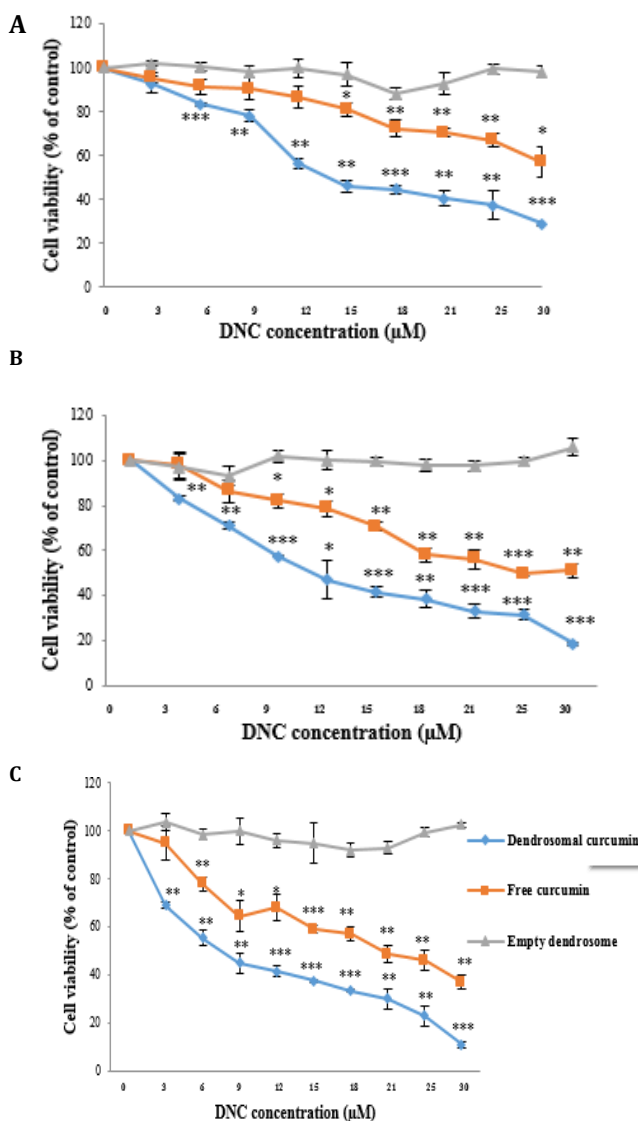 A
Cell viability (% of control)
120
100
80
60
40
20
0
*** ** ** ** *** ** ** ***
* ** ** ** *
0 3 6 9 12 15 18 21 25 30
DNC concentration (µM)
B
Cell viability (% of control)
120
100
80
60
40
20
0
** ** *** * *** ** *** *** ***
* * ** ** ** *** **
0 3 6 9 12 15 18 21 25 30
DNC concentration (µM)
C
Cell viability (% of control)
120
100
80
60
40
20
0
** ** ** *** *** *** ** ** ***
** * * *** ** ** ** **
0 3 6 9 12 15 18 21 25 30
DNC concentration (µM)
Dendrosomal curcumin
Free curcumin
Empty dendrosome